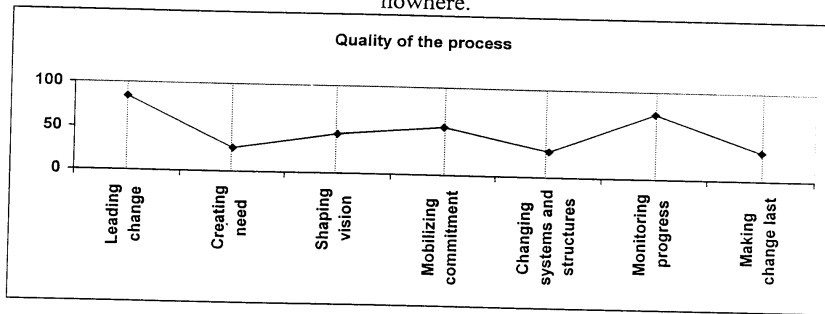 nowhere.
Quality of the process
100
50
0
Leading
change
Creating
need
Shaping
vision
Mobilizing
commitment
Changing
systems and
structures
Monitoring
progress
Making
change last